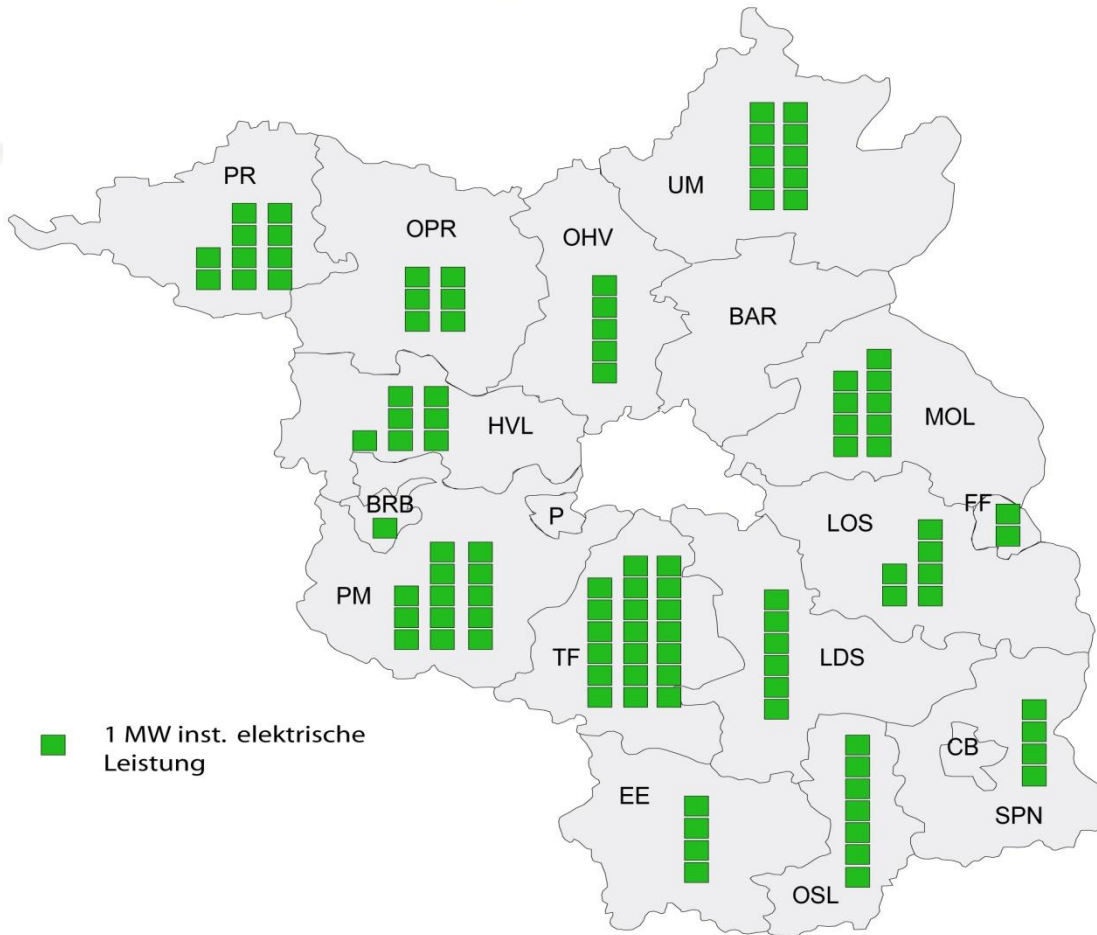 UM
PR
OPR
OHV
BAR
MOL
HVL
BRB
FF
P
LOS
PM
TF
LDS
1 MW inst. elektrische
Leistung
CB
EE
SPN
OSL